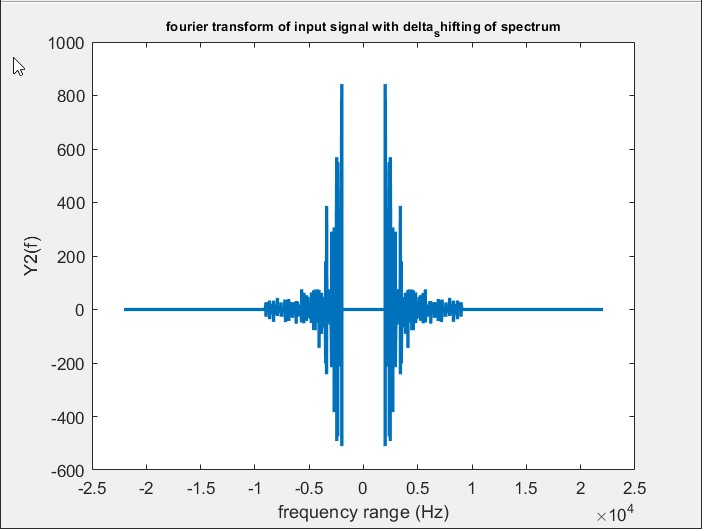 fourier transform of input signal with delta_shifting of spectrum
1000
800
600
400
200
0
-200
-400
-600
Y2(f)
-2.5 -2 -1.5 -1 -0.5 0 0.5 1 1.5 2 2.5
frequency range (Hz)
×10^4